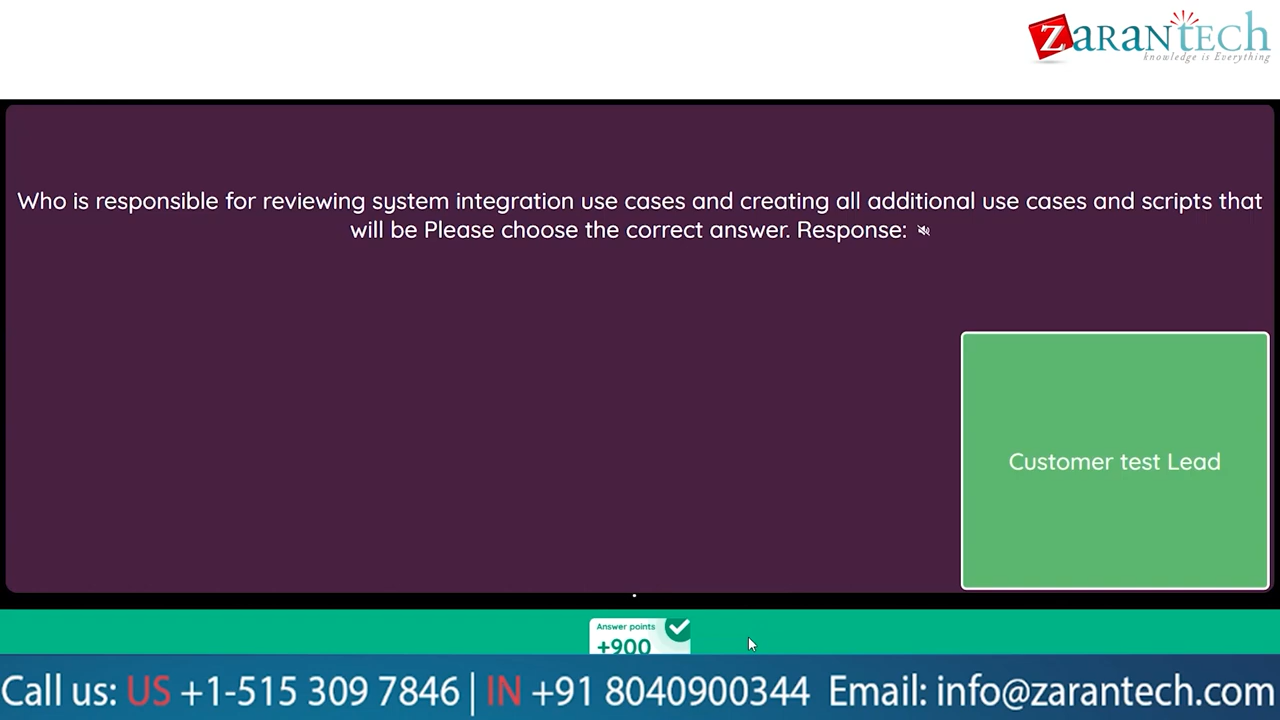 ZARANTECH
knowledge is Everything
Who is responsible for reviewing system integration use cases and creating all additional use cases and scripts that
will be Please choose the correct answer. Response:
Customer test Lead
Answer points
+900
Call us: US +1-515 309 7846 | IN +91 8040900344 Email: info@zarantech.com